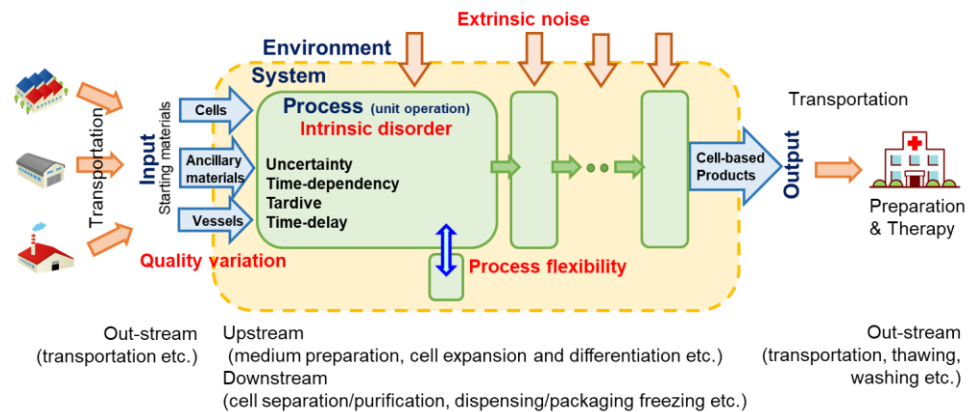 Extrinsic noise
Environment
System
Transportation
Input
Starting materials
Cells
Ancillary
materials
Vessels
Quality variation
Process (unit operation)
Intrinsic disorder
Uncertainty
Time-dependency
Tardive
Time-delay
Process flexibility
Cell-based
Products
Output
Transportation
Preparation
& Therapy
Out-stream
(transportation etc.)
Upstream
(medium preparation, cell expansion and differentiation etc.)
Downstream
(cell separation/purification, dispensing/packaging freezing etc.)
Out-stream
(transportation, thawing,
washing etc.)